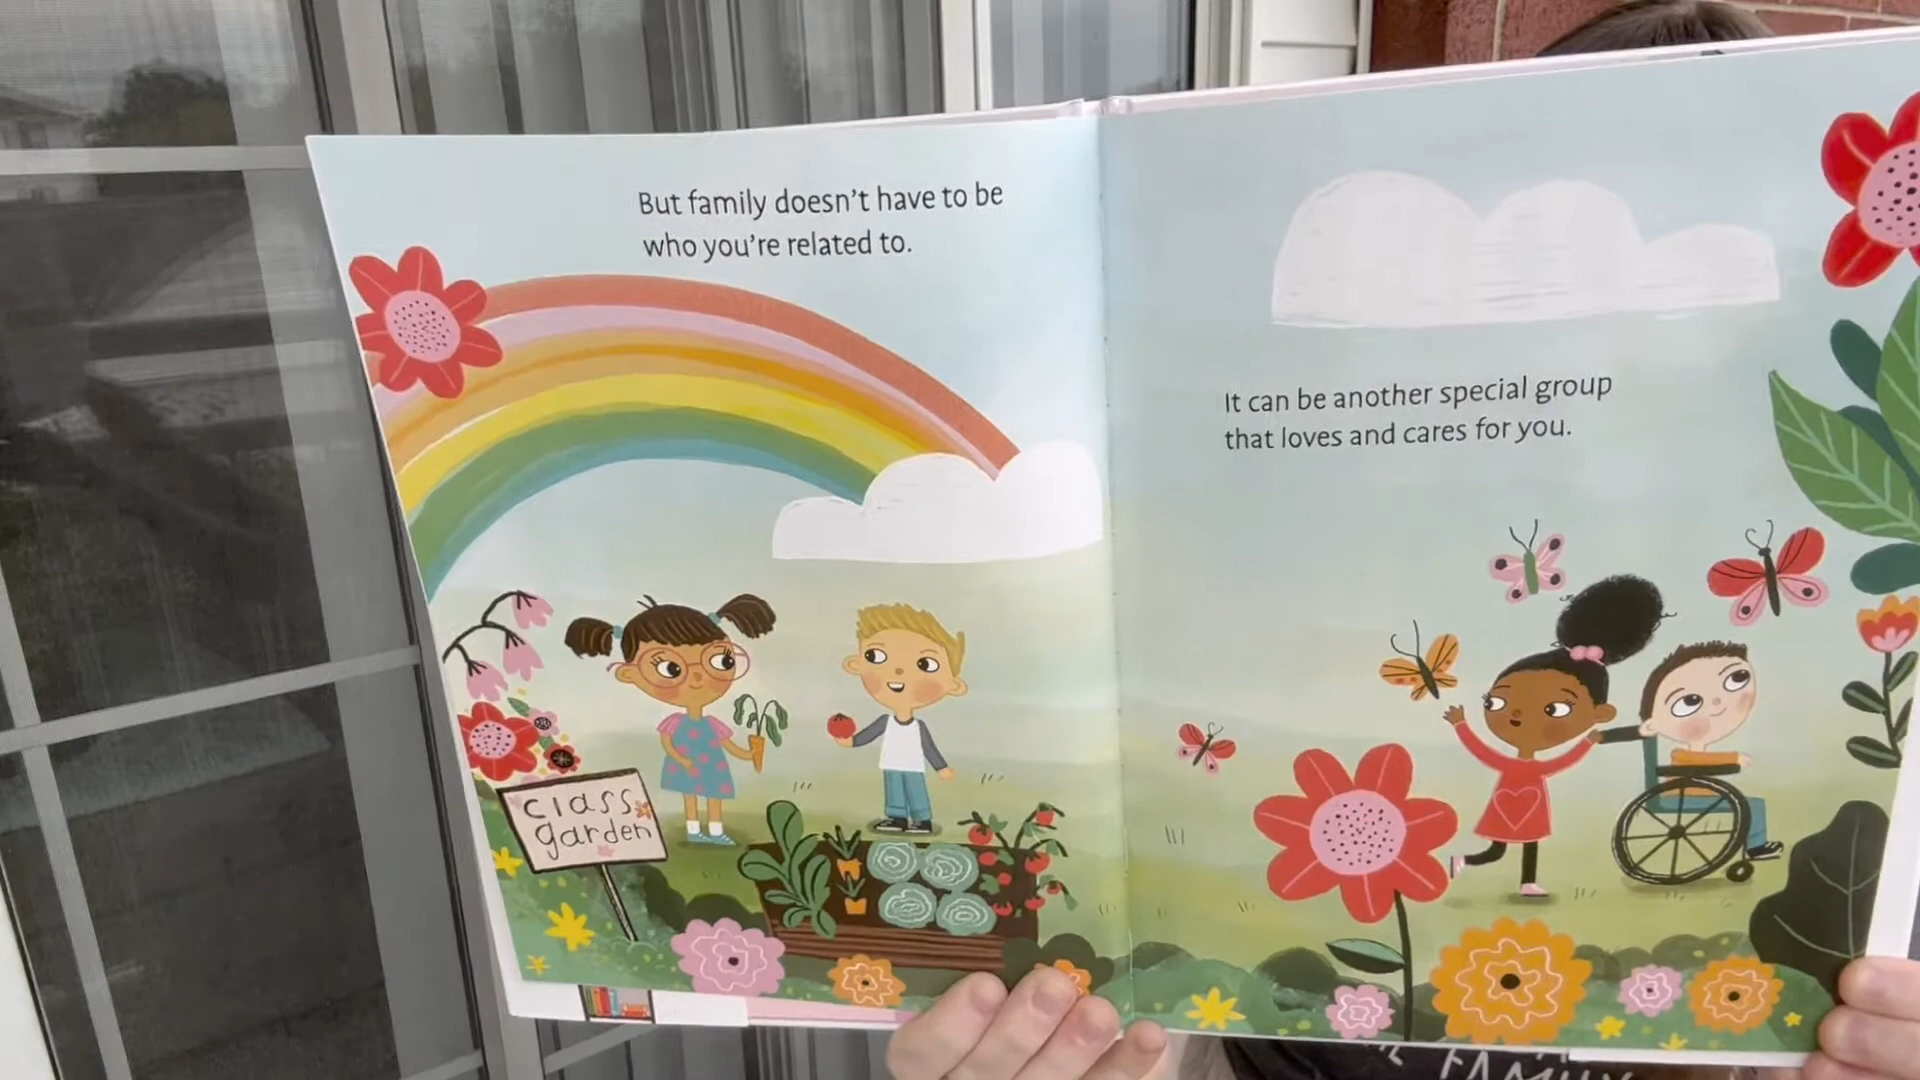 But family doesn't have to be
who you're related to.
It can be another special group
that loves and cares for you.
class
garden
FAMILY